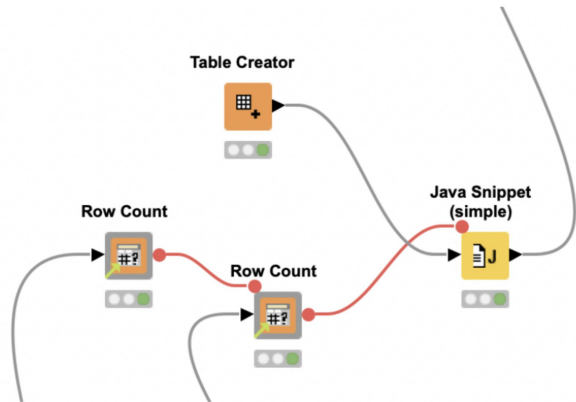 Table Creator
Java Snippet
(simple)
Row Count
#?
J
Row Count
#?